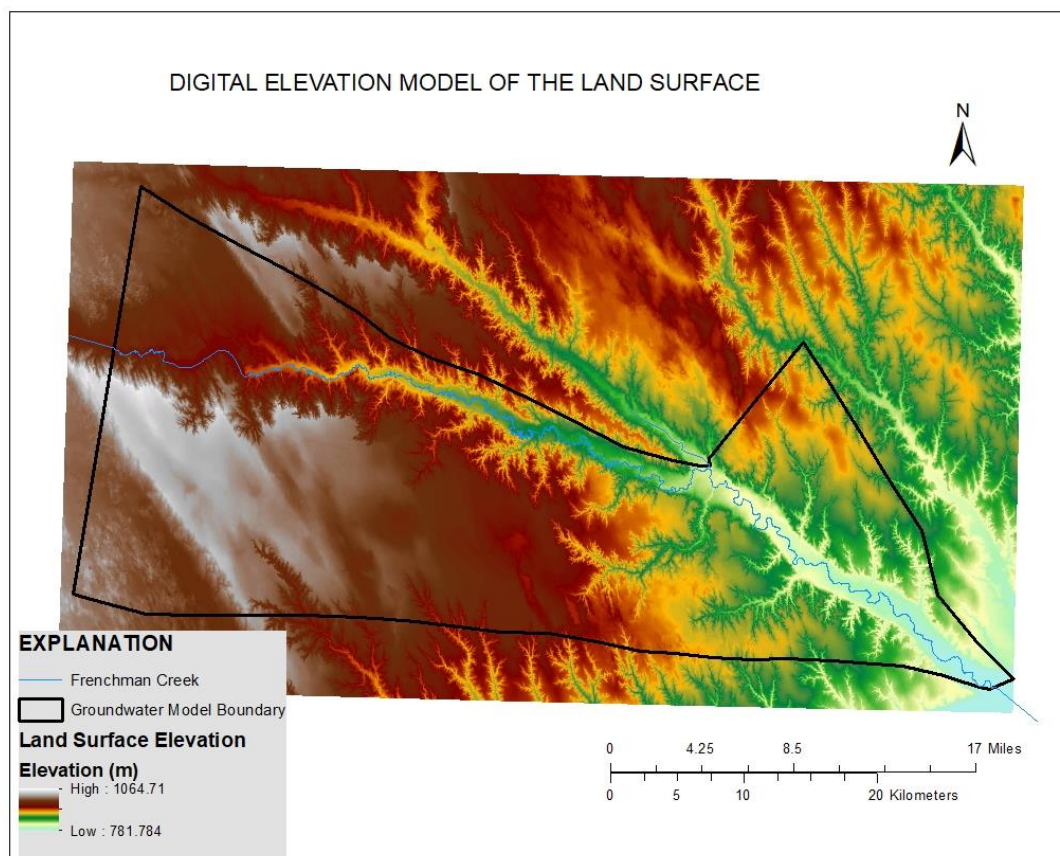 DIGITAL ELEVATION MODEL OF THE LAND SURFACE
N
EXPLANATION
Frenchman Creek
Groundwater Model Boundary
Land Surface Elevation
Elevation (m)
High : 1064.71
Low : 781.784
0 4.25 8.5 17 Miles
0 5 10 20 Kilometers